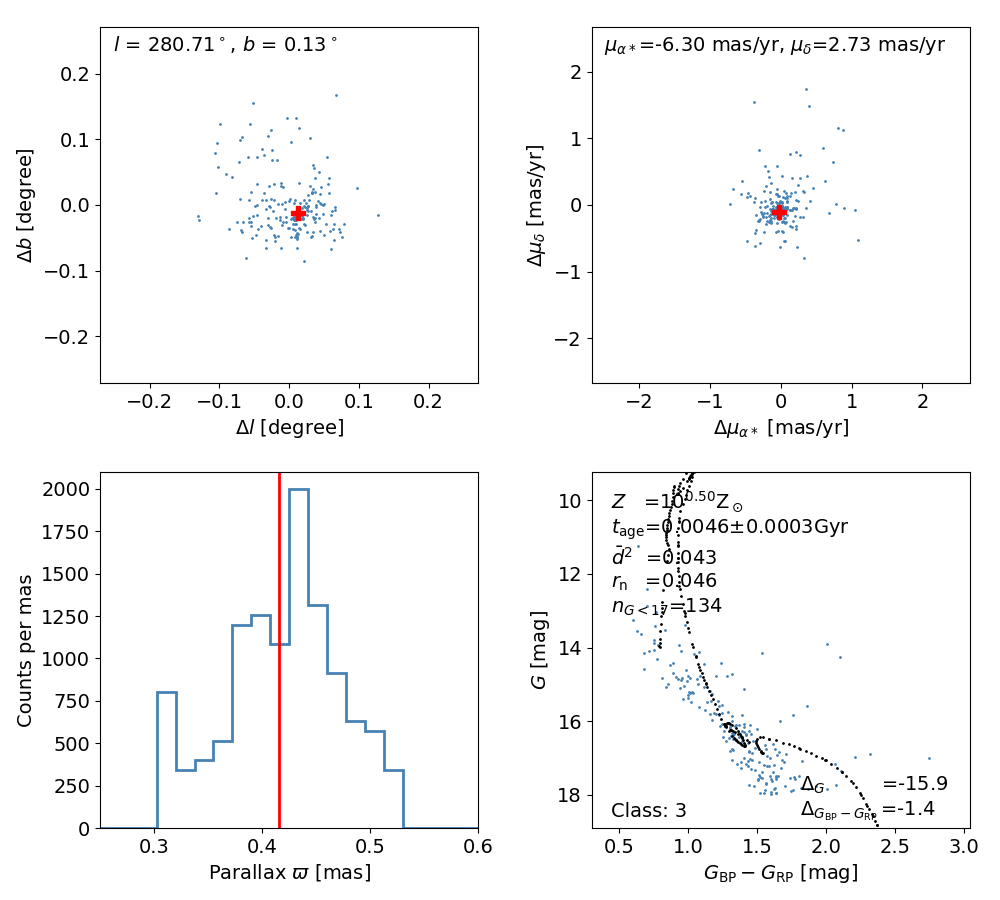 l = 280.71°, b = 0.13°
0.2
0.1
0.0
−0.1
−0.2
Δb [degree]
−0.2 −0.1 0.0 0.1 0.2
Δl [degree]
μα*=-6.30 mas/yr, μδ=2.73 mas/yr
2
1
0
−1
−2
Δμδ [mas/yr]
−2 −1 0 1 2
Δμα* [mas/yr]
2000
1750
1500
1250
1000
750
500
250
0
Counts per mas
0.3 0.4 0.5 0.6
Parallax ϖ [mas]
Z =10^0.50 Z⊙
t_age=0.0046±0.0003Gyr
d̄² =0.043
r_n =0.046
n_G<17=134
10
12
14
16
18
G [mag]
Δ_G =-15.9
Δ_G_BP−G_RP =-1.4
Class: 3
0.5 1.0 1.5 2.0 2.5 3.0
G_BP − G_RP [mag]